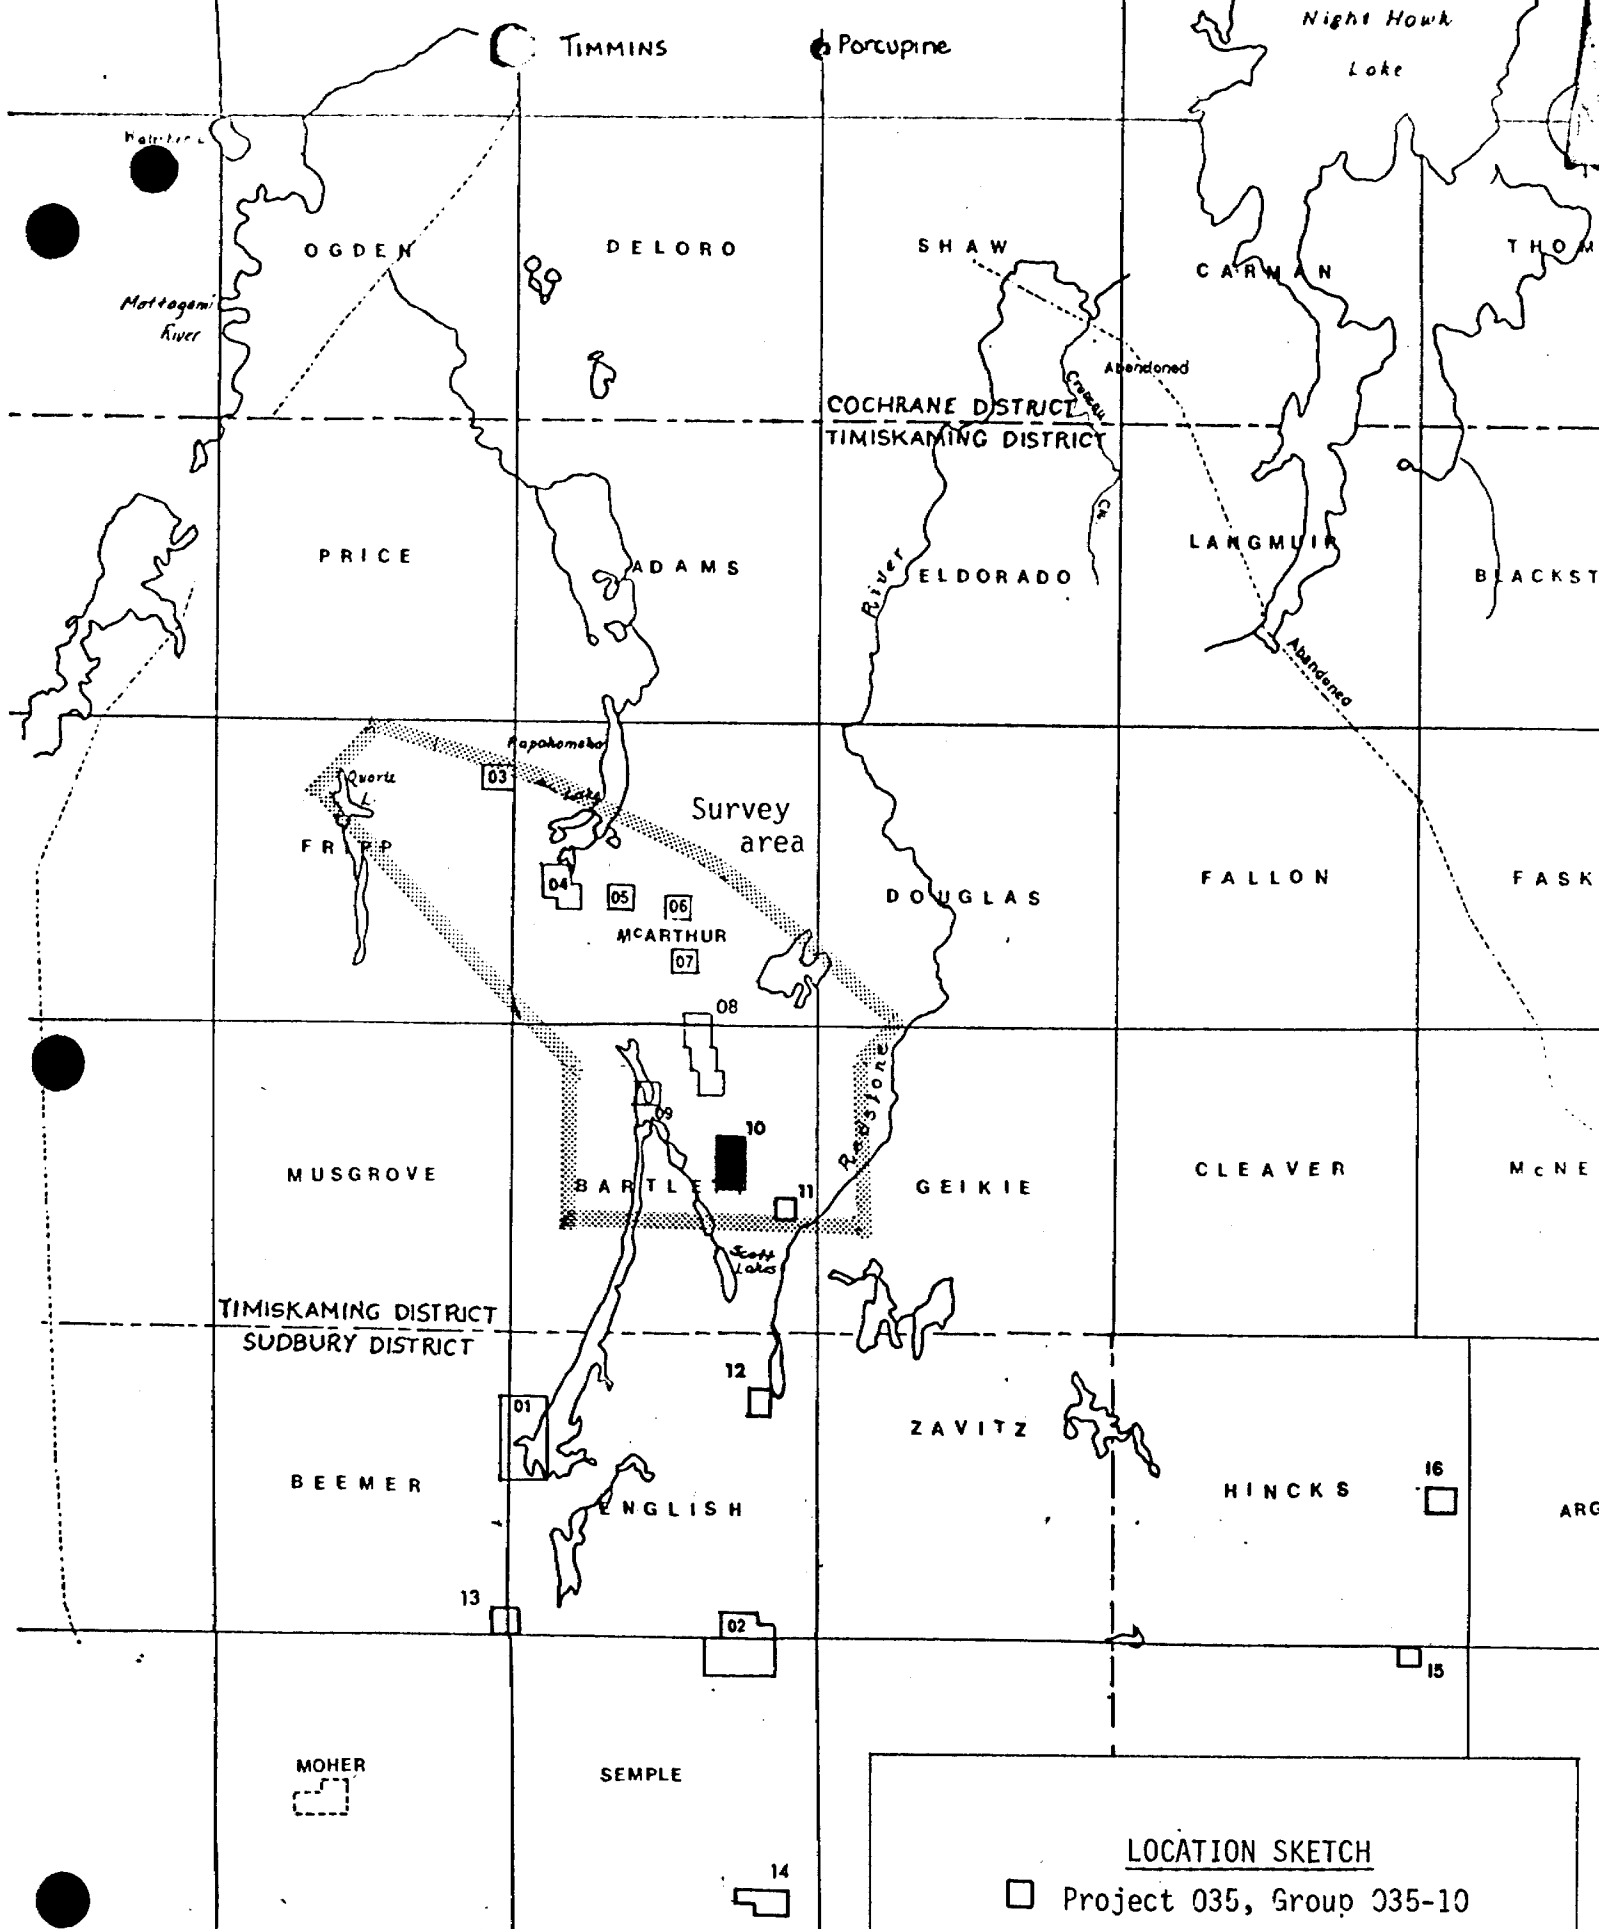 Night Hawk
Lake
TIMMINS
Porcupine
OGDEN
DELORO
SHAW
CARMAN
THOM
Mattagami
River
Abandoned
COCHRANE DISTRICT
TIMISKAMING DISTRICT
Ck.
PRICE
ADAMS
River
ELDORADO
LANGMUIR
BLACKST
Abandoned
03
Quartz
L.
Lake
Survey
area
FRIPP
04
05
06
McARTHUR
07
DOUGLAS
FALLON
FASK
08
Redstone
09
10
MUSGROVE
BARTLETT
11
GEIKIE
CLEAVER
McNE
Scott
Lakes
TIMISKAMING DISTRICT
SUDBURY DISTRICT
12
01
ZAVITZ
BEEMER
ENGLISH
HINCKS
16
ARG
13
02
15
MOHER
SEMPLE
14
LOCATION SKETCH
Project 035, Group 035-10